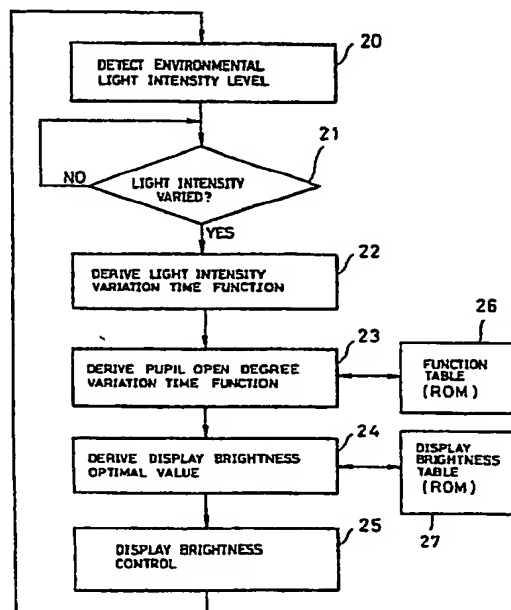 20
DETECT ENVIRONMENTAL
LIGHT INTENSITY LEVEL
21
NO
LIGHT INTENSITY
VARIED?
YES
22
DERIVE LIGHT INTENSITY
VARIATION TIME FUNCTION
23
DERIVE PUPIL OPEN DEGREE
VARIATION TIME FUNCTION
26
FUNCTION
TABLE
(ROM)
24
DERIVE DISPLAY BRIGHTNESS
OPTIMAL VALUE
DISPLAY
BRIGHTNESS
TABLE
(ROM)
27
25
DISPLAY BRIGHTNESS
CONTROL